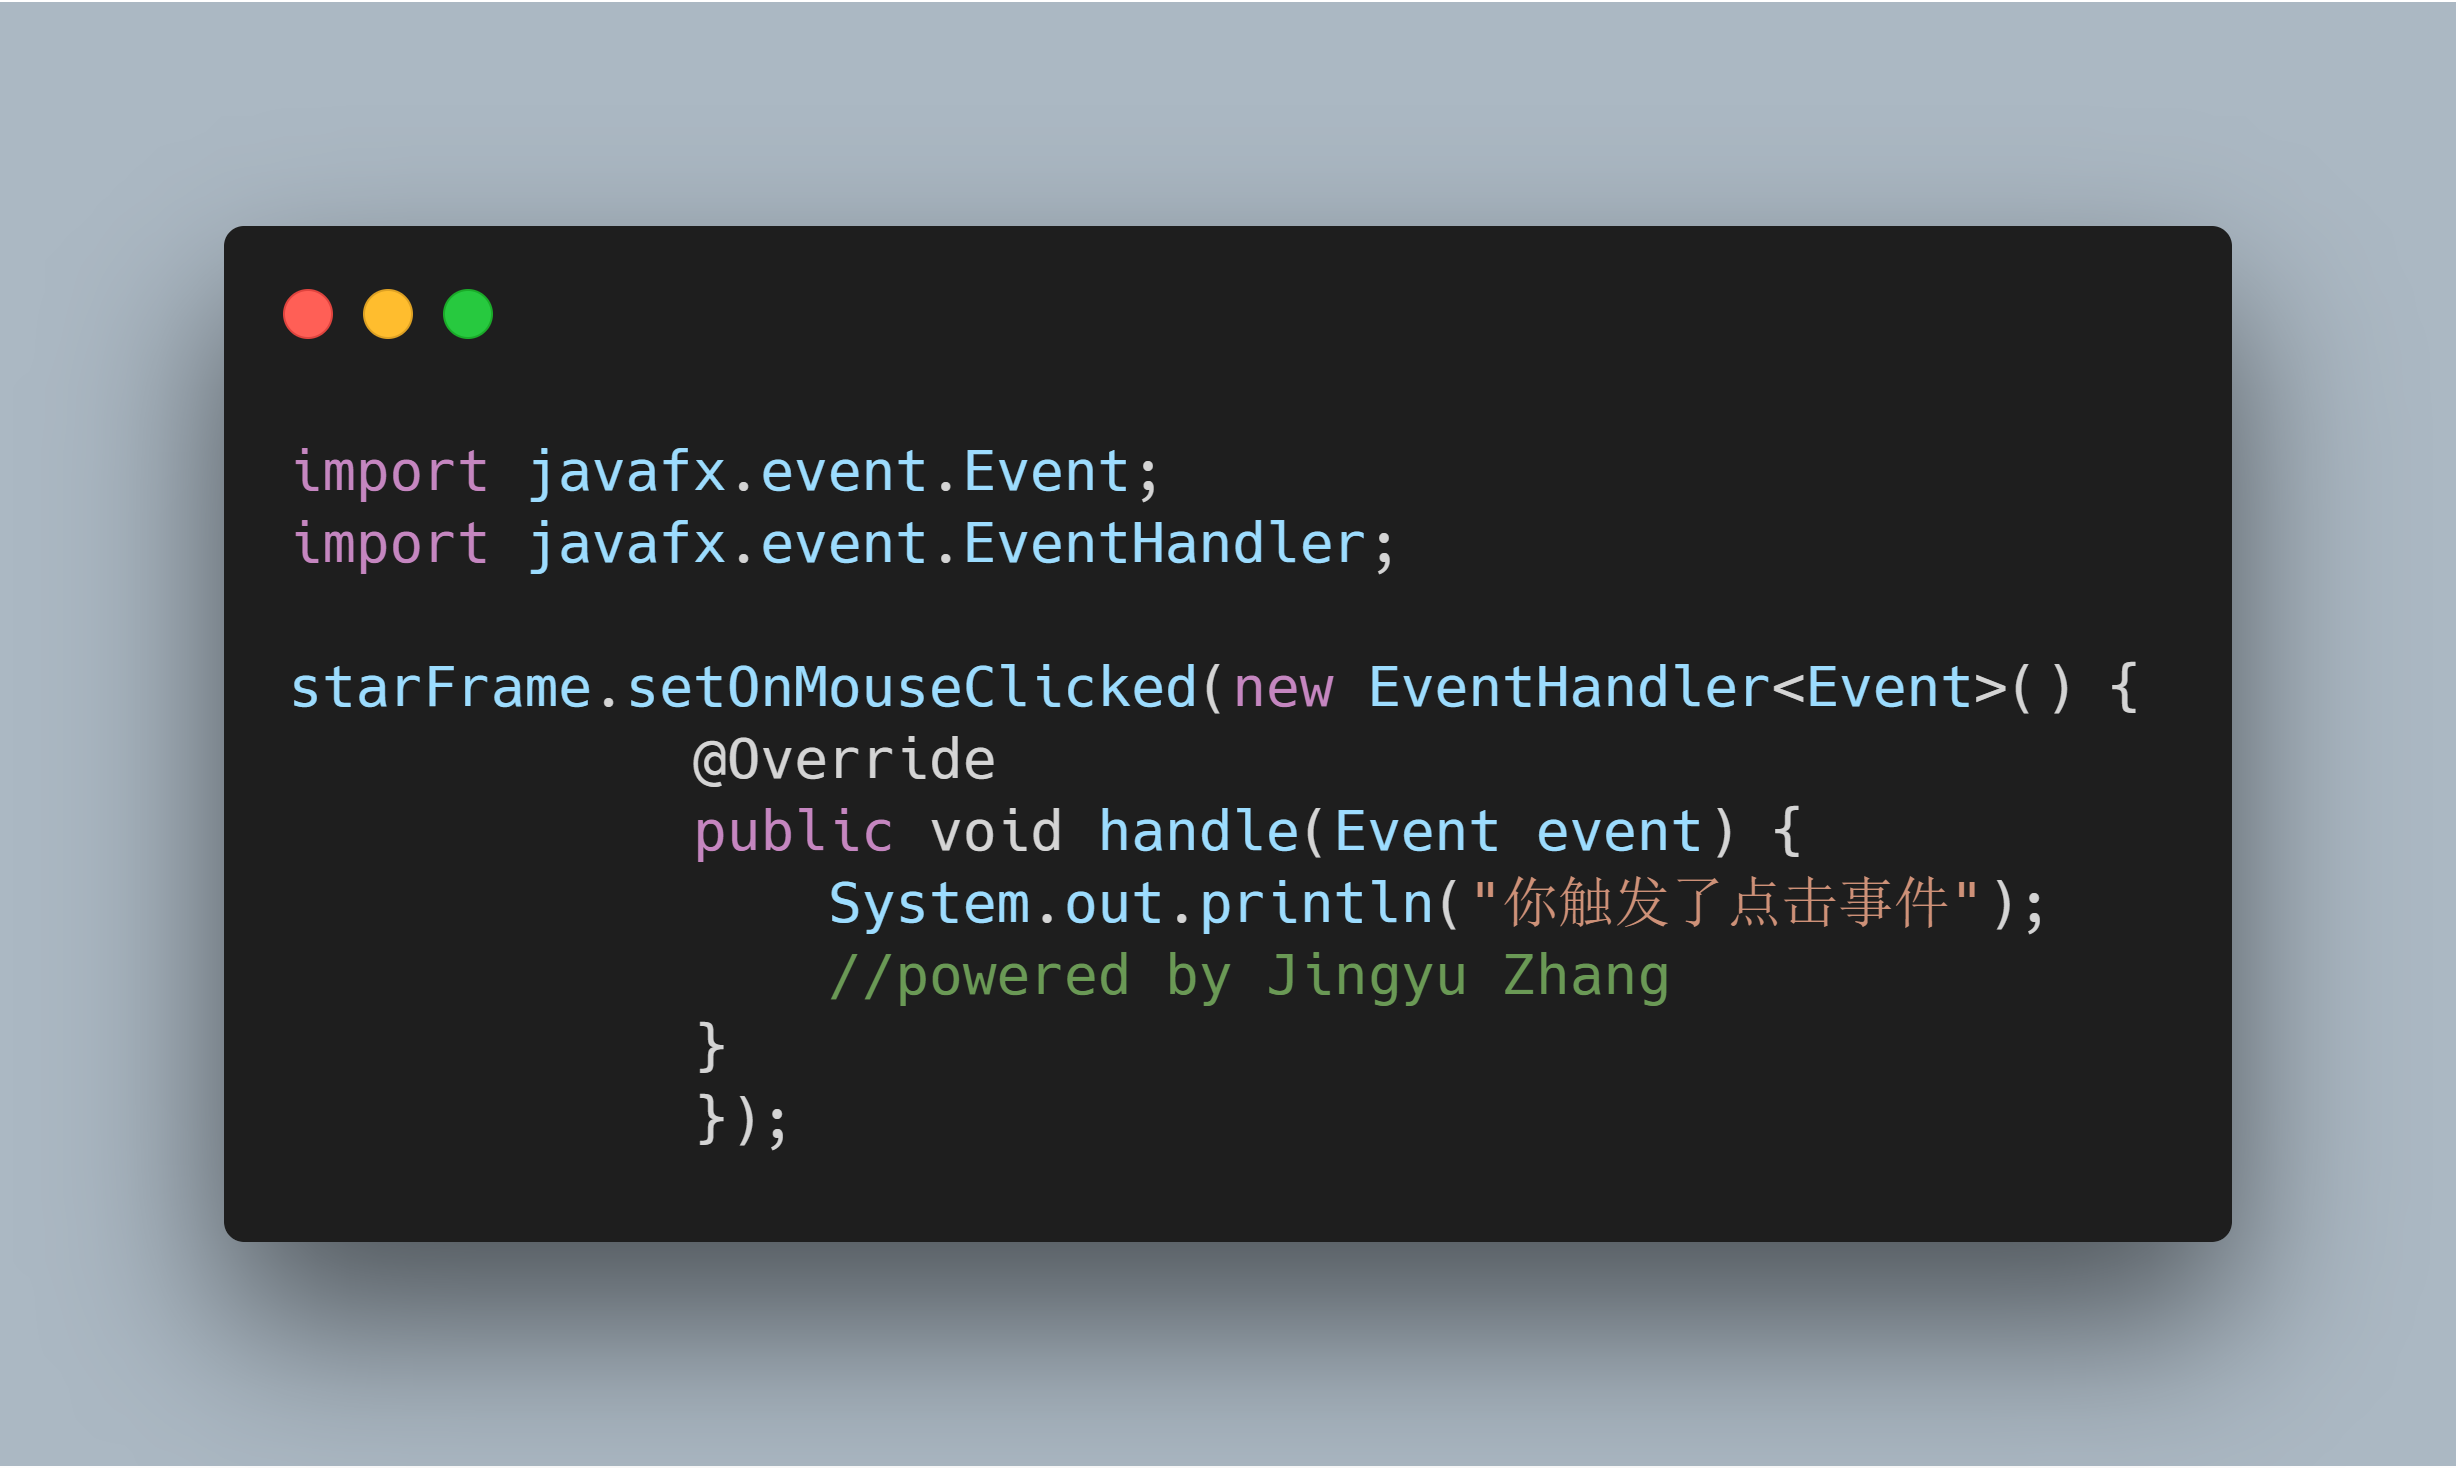 import javafx.event.Event;
import javafx.event.EventHandler;

starFrame.setOnMouseClicked(new EventHandler<Event>() {
            @Override
            public void handle(Event event) {
                System.out.println("你触发了点击事件");
                //powered by Jingyu Zhang
            }
            });